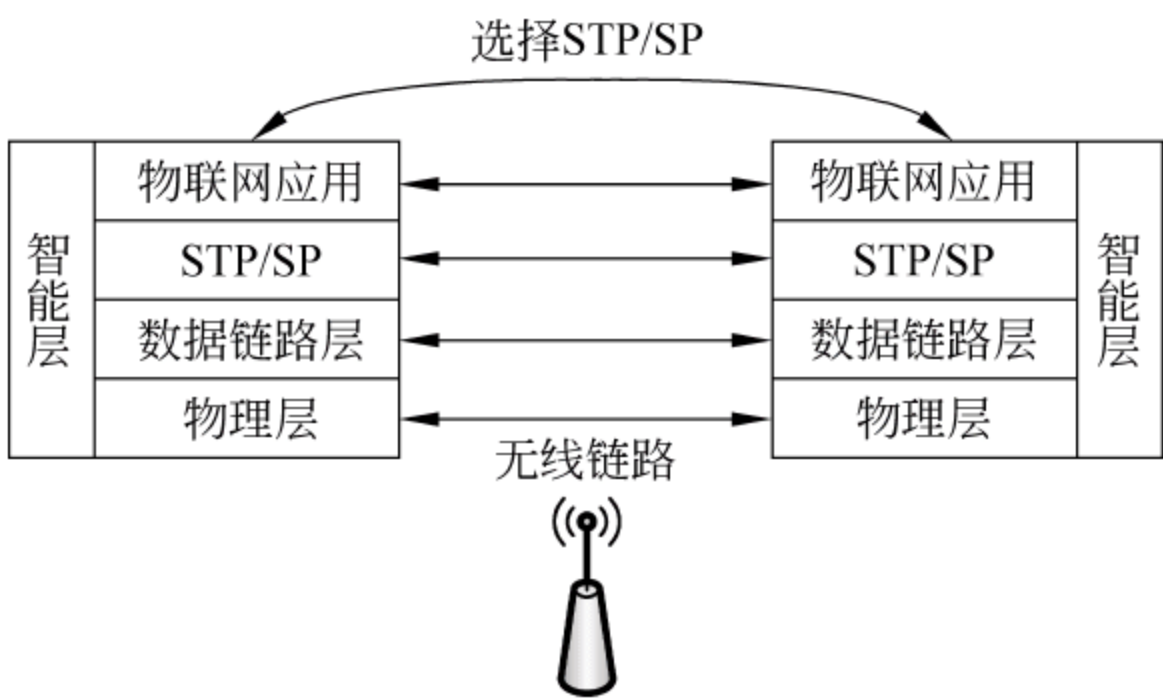 选择STP/SP
智能层
物联网应用
STP/SP
数据链路层
物理层
物联网应用
STP/SP
数据链路层
物理层
智能层
无线链路